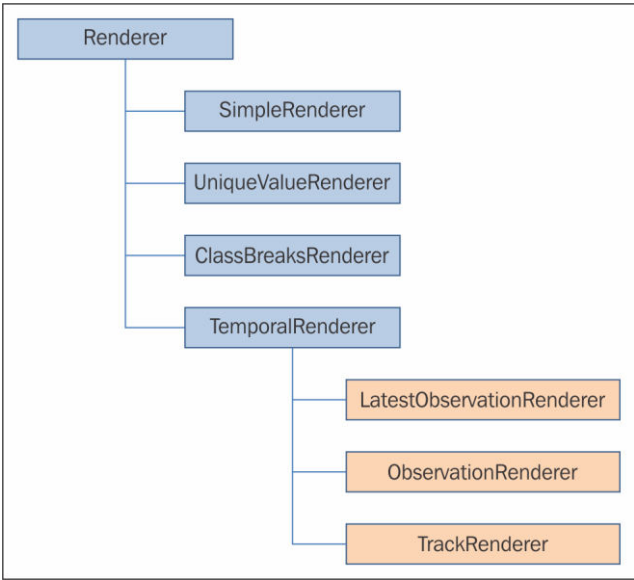 Renderer
SimpleRenderer
UniqueValueRenderer
ClassBreaksRenderer
TemporalRenderer
LatestObservationRenderer
ObservationRenderer
TrackRenderer